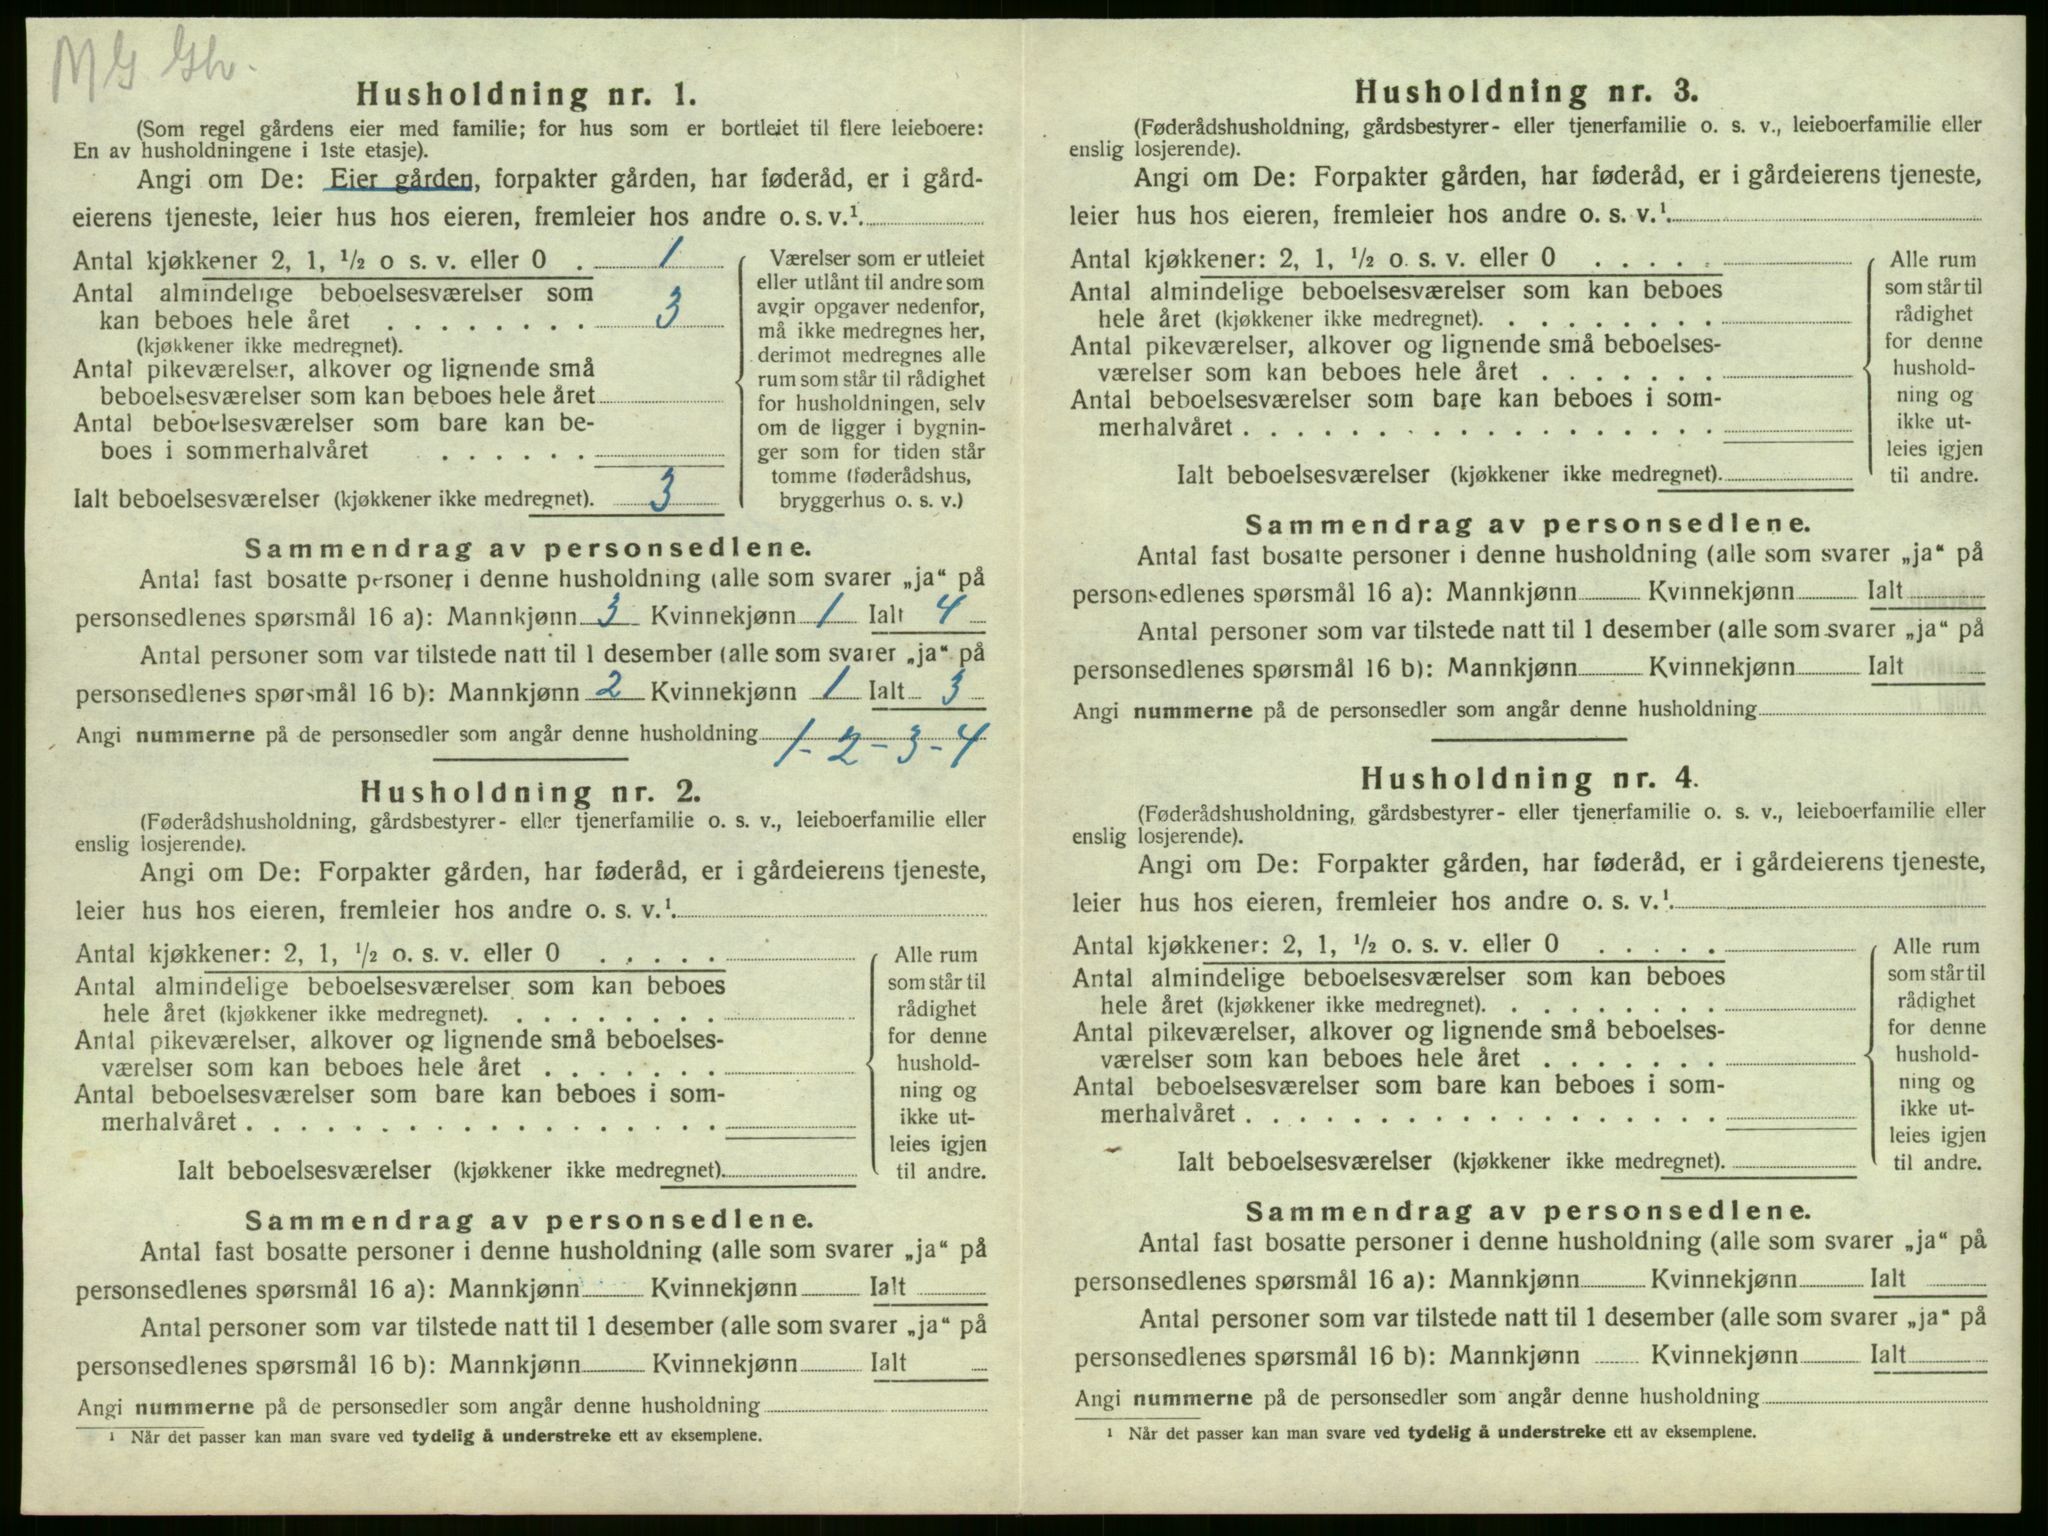 MG Gh.
Husholdning nr. 1.
(Som regel gårdens eier med familie; for hus som er bortleiet til flere leieboere:
En av husholdningene i 1ste etasje).
Angi om De: Eier gården, forpakter gården, har føderåd, er i gård-
eierens tjeneste, leier hus hos eieren, fremleier hos andre o. s. v.¹.
Antal kjøkkener 2, 1, ½ o s. v. eller 0 . 1
Antal almindelige beboelsesværelser som
kan beboes hele året . . . . . . . . 3
(kjøkkener ikke medregnet).
Antal pikeværelser, alkover og lignende små
beboelsesværelser som kan beboes hele året
Antal beboelsesværelser som bare kan be-
boes i sommerhalvåret . . . . . .
Ialt beboelsesværelser (kjøkkener ikke medregnet). 3
Værelser som er utleiet
eller utlånt til andre som
avgir opgaver nedenfor,
må ikke medregnes her,
derimot medregnes alle
rum som står til rådighet
for husholdningen, selv
om de ligger i bygnin-
ger som for tiden står
tomme (føderådshus,
bryggerhus o. s. v.)
Sammendrag av personsedlene.
Antal fast bosatte personer i denne husholdning (alle som svarer „ja“ på
personsedlenes spørsmål 16 a): Mannkjønn 3 Kvinnekjønn 1 Ialt 4
Antal personer som var tilstede natt til 1 desember (alle som svarer „ja“ på
personsedlenes spørsmål 16 b): Mannkjønn 2 Kvinnekjønn 1 Ialt 3
Angi nummerne på de personsedler som angår denne husholdning 1-2-3-4
Husholdning nr. 2.
(Føderådshusholdning, gårdsbestyrer- eller tjenerfamilie o. s. v., leieboerfamilie eller
enslig losjerende).
Angi om De: Forpakter gården, har føderåd, er i gårdeierens tjeneste,
leier hus hos eieren, fremleier hos andre o. s. v.¹.
Antal kjøkkener: 2, 1, ½ o. s. v. eller 0 . . . . .
Antal almindelige beboelsesværelser som kan beboes
hele året (kjøkkener ikke medregnet). . . . . . . . .
Antal pikeværelser, alkover og lignende små beboelses-
værelser som kan beboes hele året . . . . . . .
Antal beboelsesværelser som bare kan beboes i som-
merhalvåret . . . . . . . . . . . . . . . . . .
Ialt beboelsesværelser (kjøkkener ikke medregnet).
Alle rum
som står til
rådighet
for denne
hushold-
ning og
ikke ut-
leies igjen
til andre.
Sammendrag av personsedlene.
Antal fast bosatte personer i denne husholdning (alle som svarer „ja“ på
personsedlenes spørsmål 16 a): Mannkjønn Kvinnekjønn Ialt
Antal personer som var tilstede natt til 1 desember (alle som svarer „ja“ på
personsedlenes spørsmål 16 b): Mannkjønn Kvinnekjønn Ialt
Angi nummerne på de personsedler som angår denne husholdning
¹ Når det passer kan man svare ved tydelig å understreke ett av eksemplene.
Husholdning nr. 3.
(Føderådshusholdning, gårdsbestyrer- eller tjenerfamilie o. s. v., leieboerfamilie eller
enslig losjerende).
Angi om De: Forpakter gården, har føderåd, er i gårdeierens tjeneste,
leier hus hos eieren, fremleier hos andre o. s. v.¹.
Antal kjøkkener: 2, 1, ½ o. s. v. eller 0 . . . . .
Antal almindelige beboelsesværelser som kan beboes
hele året (kjøkkener ikke medregnet). . . . . . . . .
Antal pikeværelser, alkover og lignende små beboelses-
værelser som kan beboes hele året . . . . . . .
Antal beboelsesværelser som bare kan beboes i som-
merhalvåret . . . . . . . . . . . . . . . . . .
Ialt beboelsesværelser (kjøkkener ikke medregnet).
Alle rum
som står til
rådighet
for denne
hushold-
ning og
ikke ut-
leies igjen
til andre.
Sammendrag av personsedlene.
Antal fast bosatte personer i denne husholdning (alle som svarer „ja“ på
personsedlenes spørsmål 16 a): Mannkjønn Kvinnekjønn Ialt
Antal personer som var tilstede natt til 1 desember (alle som svarer „ja“ på
personsedlenes spørsmål 16 b): Mannkjønn Kvinnekjønn Ialt
Angi nummerne på de personsedler som angår denne husholdning
Husholdning nr. 4.
(Føderådshusholdning, gårdsbestyrer- eller tjenerfamilie o. s. v., leieboerfamilie eller
enslig losjerende).
Angi om De: Forpakter gården, har føderåd, er i gårdeierens tjeneste,
leier hus hos eieren, fremleier hos andre o. s. v.¹.
Antal kjøkkener: 2, 1, ½ o. s. v. eller 0 . . . . .
Antal almindelige beboelsesværelser som kan beboes
hele året (kjøkkener ikke medregnet). . . . . . . . .
Antal pikeværelser, alkover og lignende små beboelses-
værelser som kan beboes hele året . . . . . . .
Antal beboelsesværelser som bare kan beboes i som-
merhalvåret . . . . . . . . . . . . . . . . . .
Ialt beboelsesværelser (kjøkkener ikke medregnet).
Alle rum
som står til
rådighet
for denne
hushold-
ning og
ikke ut-
leies igjen
til andre.
Sammendrag av personsedlene.
Antal fast bosatte personer i denne husholdning (alle som svarer „ja“ på
personsedlenes spørsmål 16 a): Mannkjønn Kvinnekjønn Ialt
Antal personer som var tilstede natt til 1 desember (alle som svarer „ja“ på
personsedlenes spørsmål 16 b): Mannkjønn Kvinnekjønn Ialt
Angi nummerne på de personsedler som angår denne husholdning
¹ Når det passer kan man svare ved tydelig å understreke ett av eksemplene.